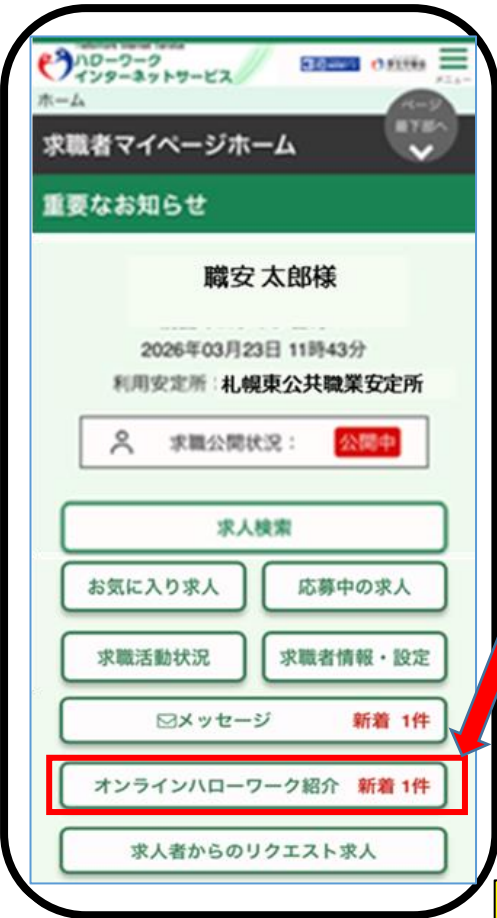 ハローワーク
インターネットサービス
メニュー
ホーム
ページ
最下部へ
求職者マイページホーム
重要なお知らせ
職安 太郎様
2026年03月23日 11時43分
利用安定所：札幌東公共職業安定所
求職公開状況： 公開中
求人検索
お気に入り求人 応募中の求人
求職活動状況 求職者情報・設定
メッセージ 新着 1件
オンラインハローワーク紹介 新着 1件
求人者からのリクエスト求人